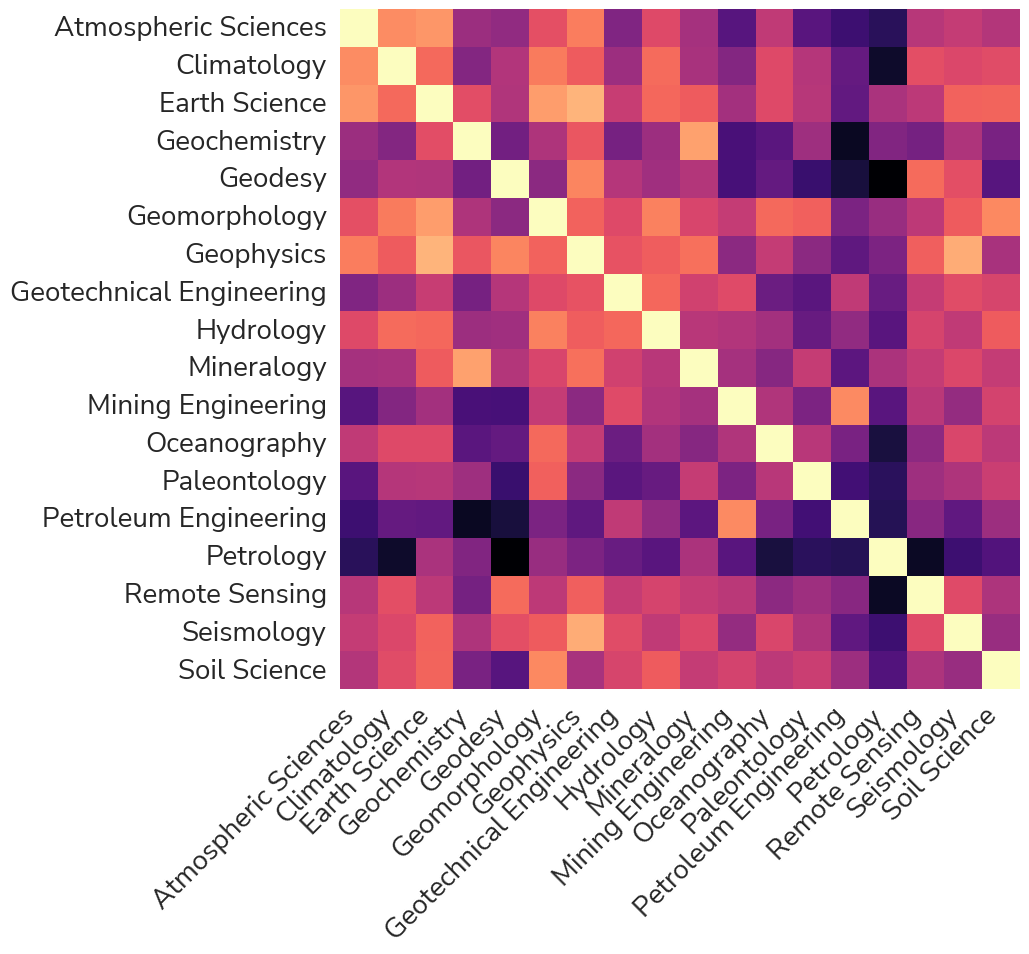 Atmospheric Sciences
Climatology
Earth Science
Geochemistry
Geodesy
Geomorphology
Geophysics
Geotechnical Engineering
Hydrology
Mineralogy
Mining Engineering
Oceanography
Paleontology
Petroleum Engineering
Petrology
Remote Sensing
Seismology
Soil Science
Atmospheric Sciences
Climatology
Earth Science
Geochemistry
Geodesy
Geomorphology
Geophysics
Geotechnical Engineering
Hydrology
Mineralogy
Mining Engineering
Oceanography
Paleontology
Petroleum Engineering
Petrology
Remote Sensing
Seismology
Soil Science